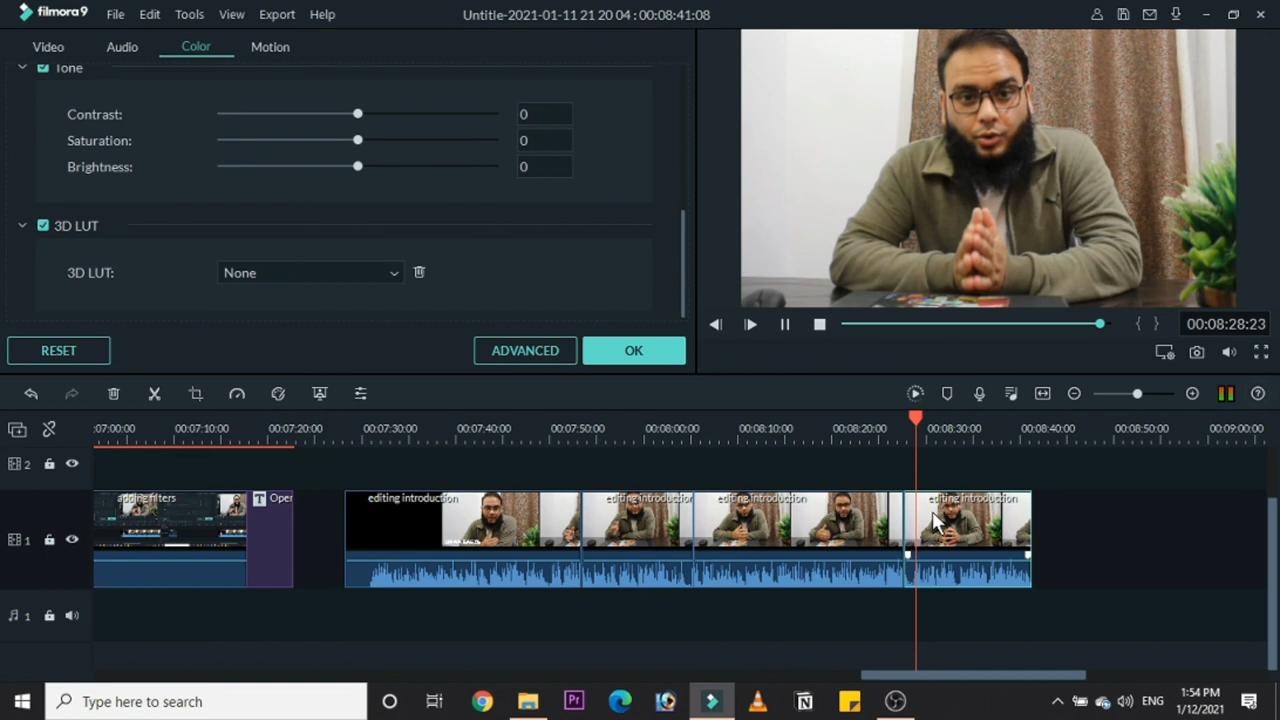 filmora9 File Edit Tools View Export Help Untitle-2021-01-11 21 20 04 : 00:08:41:08
Video Audio Color Motion
Tone
Contrast: 0
Saturation: 0
Brightness: 0
3D LUT
3D LUT: None
RESET ADVANCED OK
{ } 00:08:28:23
:07:00:00 00:07:10:00 00:07:20:00 00:07:30:00 00:07:40:00 00:07:50:00 00:08:00:00 00:08:10:00 00:08:20:00 00:08:30:00 00:08:40:00 00:08:50:00 00:09:00:00
2
adding filters T Oper editing introduction editing introduction editing introduction editing introduction
1
1
Type here to search Pr N ENG 1:54 PM
1/12/2021